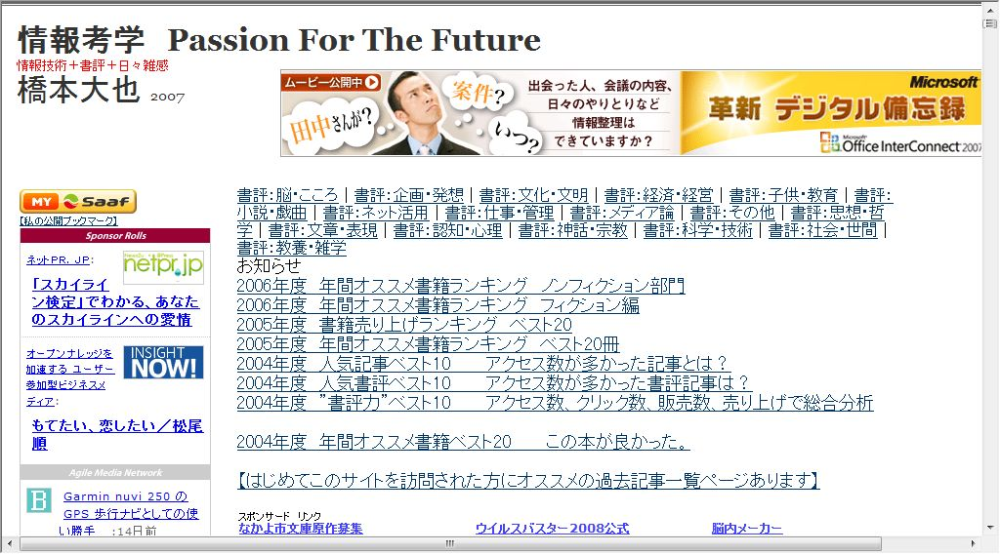 情報考学 Passion For The Future
情報技術＋書評＋日々雑感
橋本大也 2007
ムービー公開中
田中さんが？
案件？
いつ？
出会った人、会議の内容、
日々のやりとりなど
情報整理は
できていますか？
Microsoft
革新 デジタル備忘録
Microsoft
Office InterConnect 2007
MY Saaf
【私の公開ブックマーク】
Sponsor Rolls
ネットPR.JP:
netpr.jp
「スカイライ
ン検定」でわかる、あなた
のスカイラインへの愛情
オープンナレッジを
加速する ユーザー
参加型ビジネスメ
ディア:
INSIGHT
NOW!
もてたい、恋したい／松尾
順
Agile Media Network
B
Garmin nuvi 250 の
GPS 歩行ナビとしての使
い勝手 :14日前
書評：脳・こころ | 書評：企画・発想 | 書評：文化・文明 | 書評：経済・経営 | 書評：子供・教育 | 書評：
小説・戯曲 | 書評：ネット活用 | 書評：仕事・管理 | 書評：メディア論 | 書評：その他 | 書評：思想・哲
学 | 書評：文章・表現 | 書評：認知・心理 | 書評：神話・宗教 | 書評：科学・技術 | 書評：社会・世間 |
書評：教養・雑学
お知らせ
2006年度 年間オススメ書籍ランキング ノンフィクション部門
2006年度 年間オススメ書籍ランキング フィクション編
2005年度 書籍売り上げランキング ベスト20
2005年度 年間オススメ書籍ランキング ベスト20冊
2004年度 人気記事ベスト10 アクセス数が多かった記事とは？
2004年度 人気書評ベスト10 アクセス数が多かった書評記事は？
2004年度 ”書評力”ベスト10 アクセス数、クリック数、販売数、売り上げで総合分析
2004年度 年間オススメ書籍ベスト20 この本が良かった。
【はじめてこのサイトを訪問された方にオススメの過去記事一覧ページあります】
スポンサード リンク
なかよ市文庫原作募集 ウイルスバスター2008公式 脳内メーカー